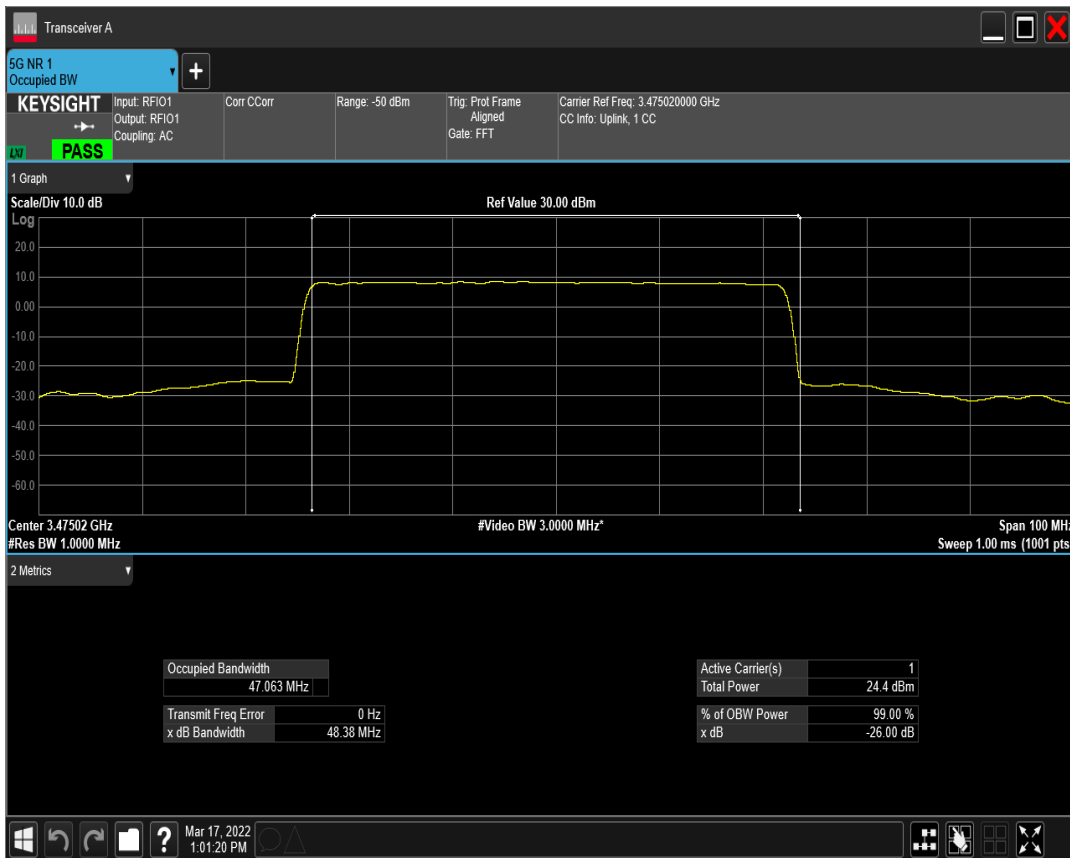 Transceiver A
5G NR 1
Occupied BW
+
KEYSIGHT
LXI
PASS
Input: RFIO1
Output: RFIO1
Coupling: AC
Corr CCorr
Range: -50 dBm
Trig: Prot Frame
Aligned
Gate: FFT
Carrier Ref Freq: 3.475020000 GHz
CC Info: Uplink, 1 CC
1 Graph
Scale/Div 10.0 dB
Ref Value 30.00 dBm
Log
20.0
10.0
0.00
-10.0
-20.0
-30.0
-40.0
-50.0
-60.0
Center 3.47502 GHz
#Video BW 3.0000 MHz*
Span 100 MHz
#Res BW 1.0000 MHz
Sweep 1.00 ms (1001 pts
2 Metrics
Occupied Bandwidth
47.063 MHz
Transmit Freq Error 0 Hz
x dB Bandwidth 48.38 MHz
Active Carrier(s) 1
Total Power 24.4 dBm
% of OBW Power 99.00 %
x dB -26.00 dB
?
Mar 17, 2022
1:01:20 PM